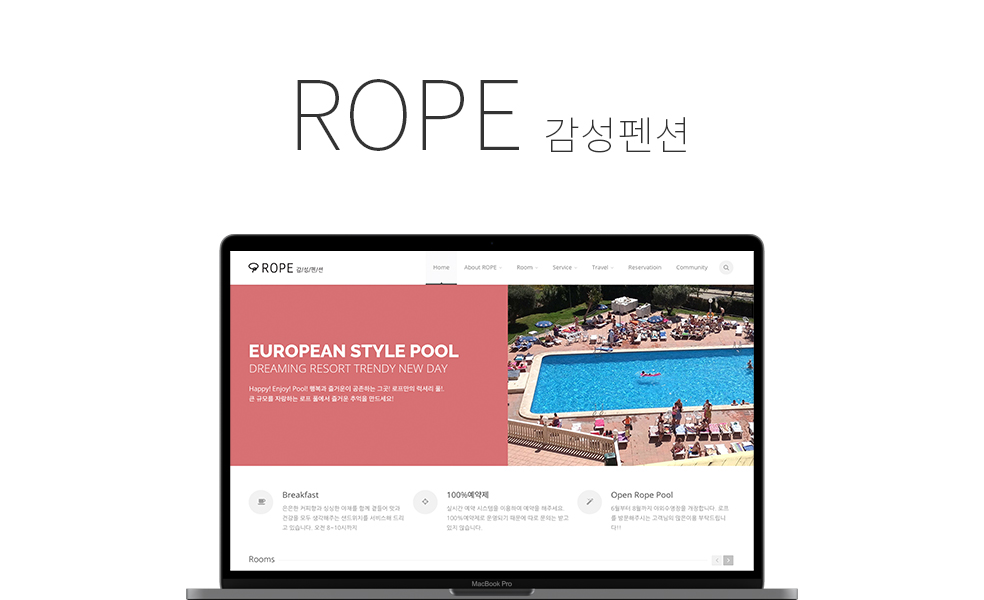 ROPE 감성펜션
ROPE 감/성/펜/션
Home About ROPE Room Service Travel Reservatioin Community
EUROPEAN STYLE POOL
DREAMING RESORT TRENDY NEW DAY
Happy! Enjoy! Pool! 행복과 즐거움이 공존하는 그곳! 로프만의 럭셔리 풀!
큰 규모를 자랑하는 로프 풀에서 즐거운 추억을 만드세요!
Breakfast
은은한 커피향과 싱싱한 야채를 함께 곁들여 맛과
건강을 모두 생각해주는 샌드위치를 서비스해 드리
고 있습니다. 오전 8~10시까지
100%예약제
실시간 예약 시스템을 이용하여 예약을 해주세요.
100%예약제로 운영되기 때문에 따로 문의는 받고
있지 않습니다.
Open Rope Pool
6월부터 8월까지 야외수영장을 개장합니다. 로프
를 방문해주시는 고객님의 많은이용 부탁드립니
다!!!
Rooms
MacBook Pro